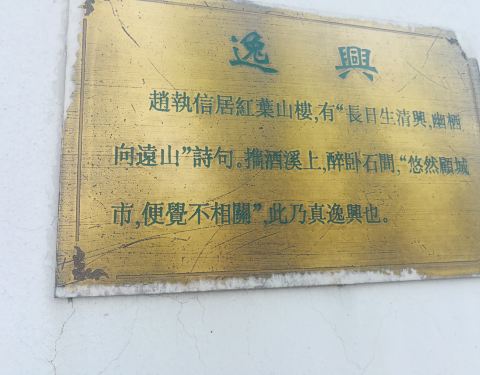 逸興
趙執信居紅葉山樓,有“長日生清興,幽栖
向遠山”詩句。攜酒溪上,醉卧石間,“悠然顧城
市,便覺不相關”,此乃真逸興也。